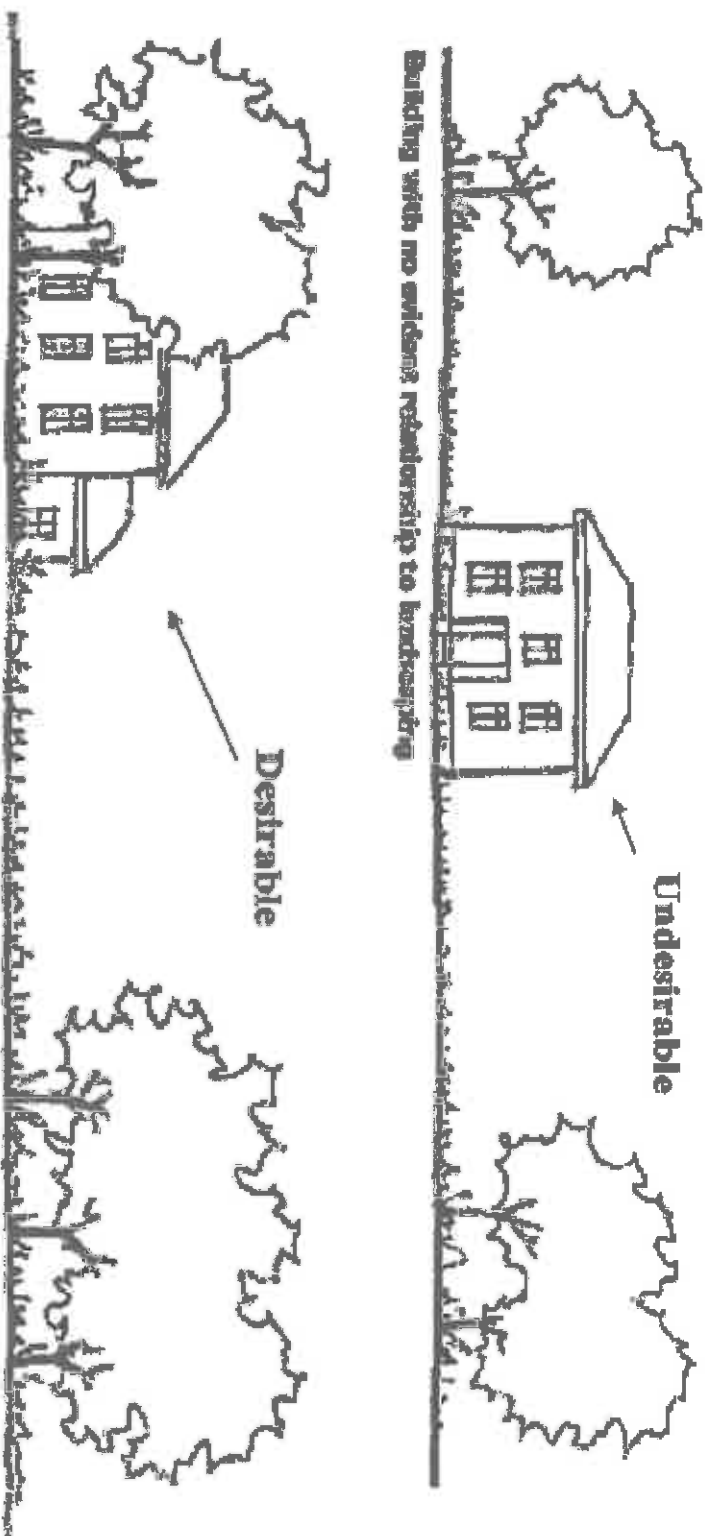 Undesirable
Building with no evident relationship to landscaping
Desirable